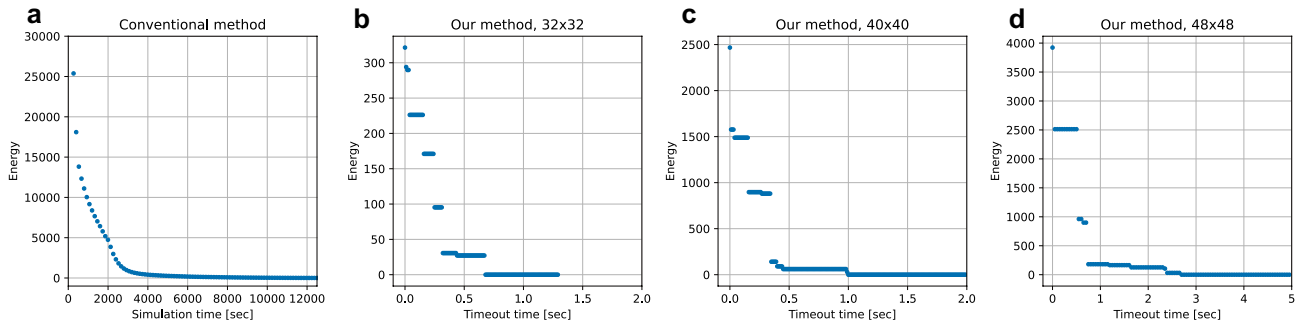 a
Conventional method
30000
25000
20000
15000
10000
5000
0
0 2000 4000 6000 8000 10000 12000
Energy
Simulation time [sec]
b
Our method, 32x32
300
250
200
150
100
50
0
0.0 0.5 1.0 1.5 2.0
Energy
Timeout time [sec]
c
Our method, 40x40
2500
2000
1500
1000
500
0
0.0 0.5 1.0 1.5 2.0
Energy
Timeout time [sec]
d
Our method, 48x48
4000
3500
3000
2500
2000
1500
1000
500
0
0 1 2 3 4 5
Energy
Timeout time [sec]